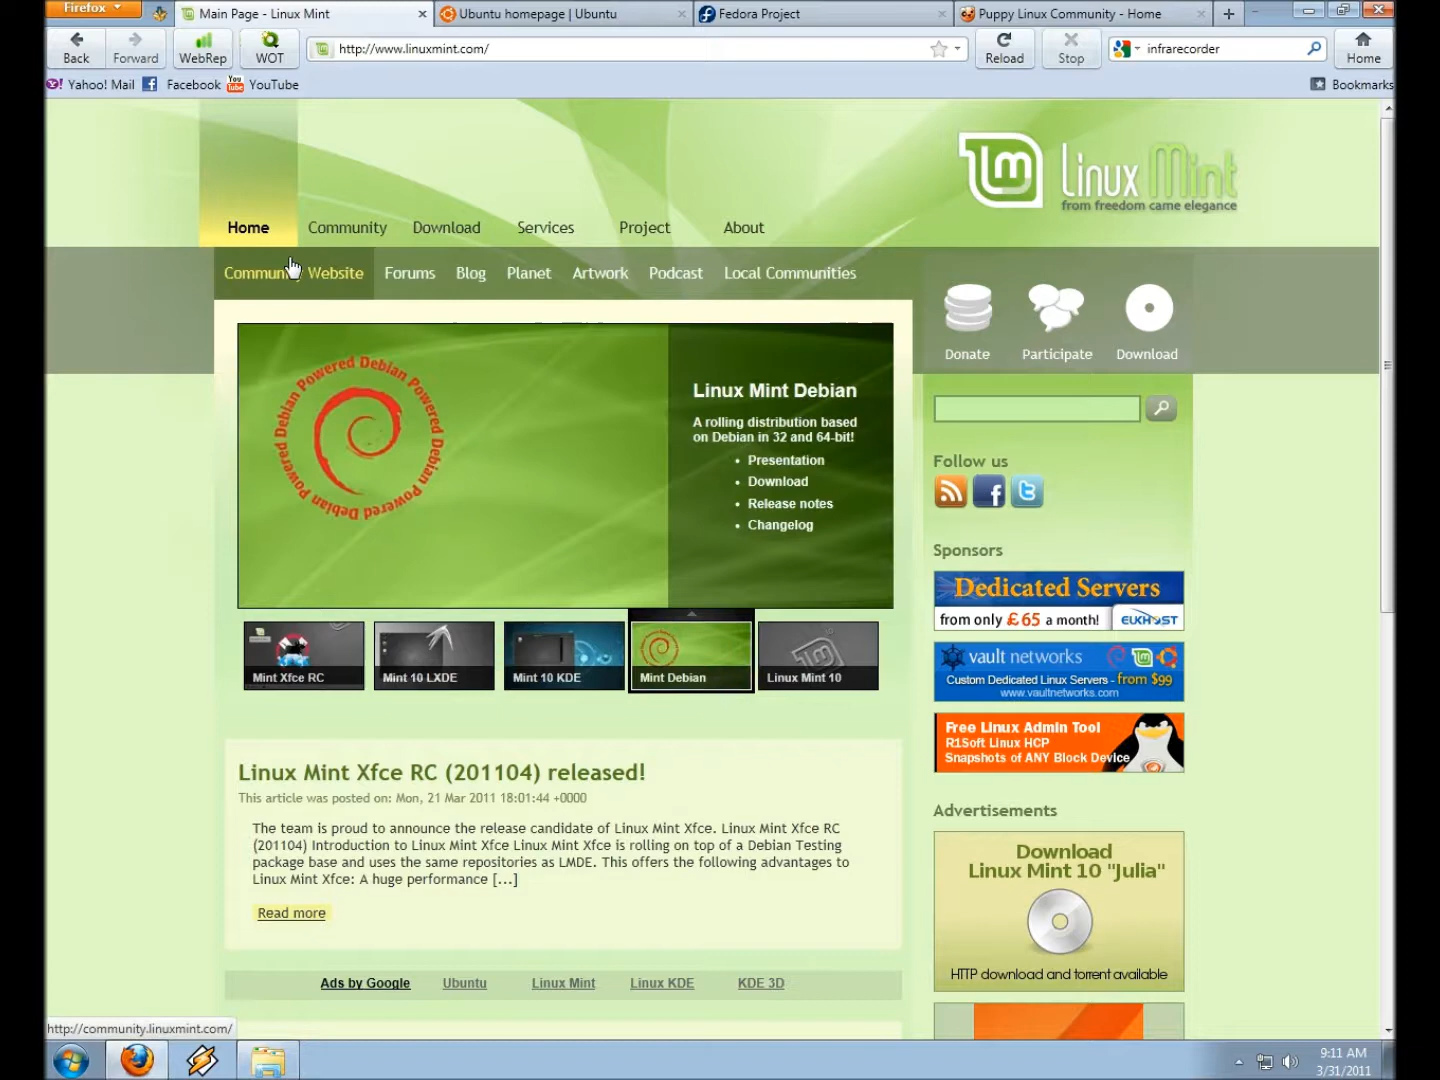 Firefox
Main Page - Linux Mint
Ubuntu homepage | Ubuntu
Fedora Project
Puppy Linux Community - Home
Back
Forward
WebRep
WOT
http://www.linuxmint.com/
Reload
Stop
infrarecorder
Home
Yahoo! Mail
Facebook
YouTube
Bookmarks
Linux Mint
from freedom came elegance
Home Community Download Services Project About
Website Forums Blog Planet Artwork Podcast Local Communities
Donate Participate Download
Powered Debian Powered Debian Powered Debian
Linux Mint Debian
A rolling distribution based
on Debian in 32 and 64-bit!
• Presentation
• Download
• Release notes
• Changelog
Mint Xfce RC
Mint 10 LXDE
Mint 10 KDE
Mint Debian
Linux Mint 10
Follow us
Sponsors
Dedicated Servers
from only £65 a month!
EUKHOST
vault networks
Custom Dedicated Linux Servers - from $99
www.vaultnetworks.com
Free Linux Admin Tool
R1Soft Linux HCP
Snapshots of ANY Block Device
Linux Mint Xfce RC (201104) released!
This article was posted on: Mon, 21 Mar 2011 18:01:44 +0000
The team is proud to announce the release candidate of Linux Mint Xfce. Linux Mint Xfce RC
(201104) Introduction to Linux Mint Xfce Linux Mint Xfce is rolling on top of a Debian Testing
package base and uses the same repositories as LMDE. This offers the following advantages to
Linux Mint Xfce: A huge performance [...]
Read more
Ads by Google Ubuntu Linux Mint Linux KDE KDE 3D
Advertisements
Download
Linux Mint 10 "Julia"
HTTP download and torrent available
http://community.linuxmint.com/
9:11 AM
3/31/2011